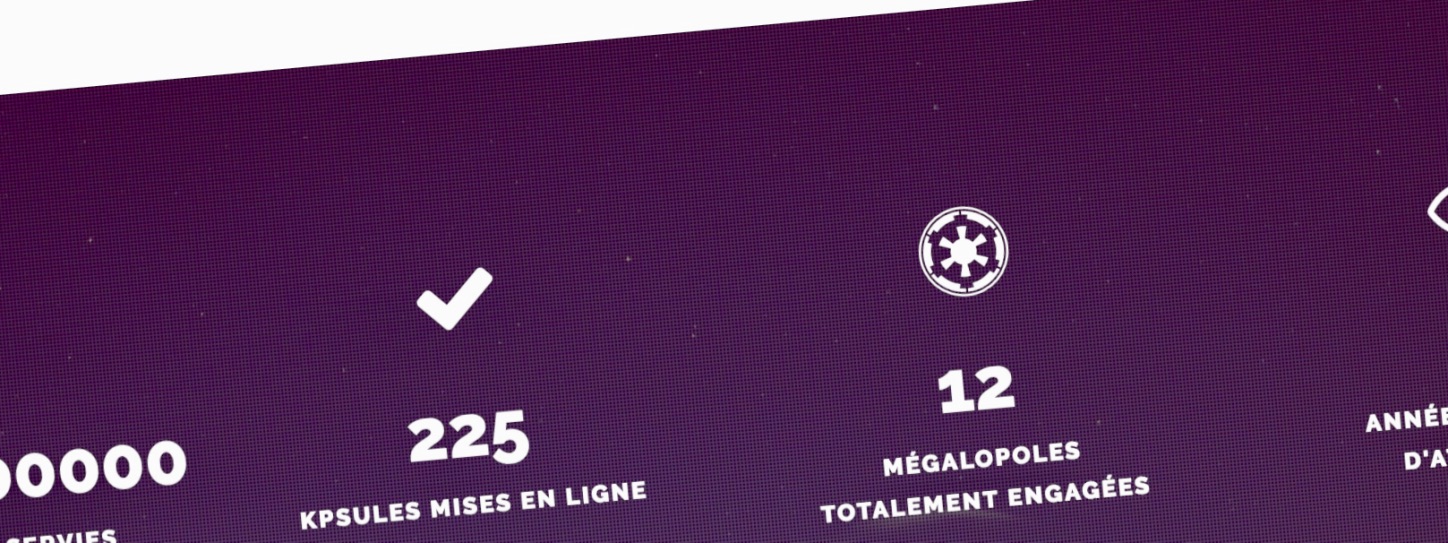 225
KPSULES MISES EN LIGNE
12
MÉGALOPOLES
TOTALEMENT ENGAGÉES